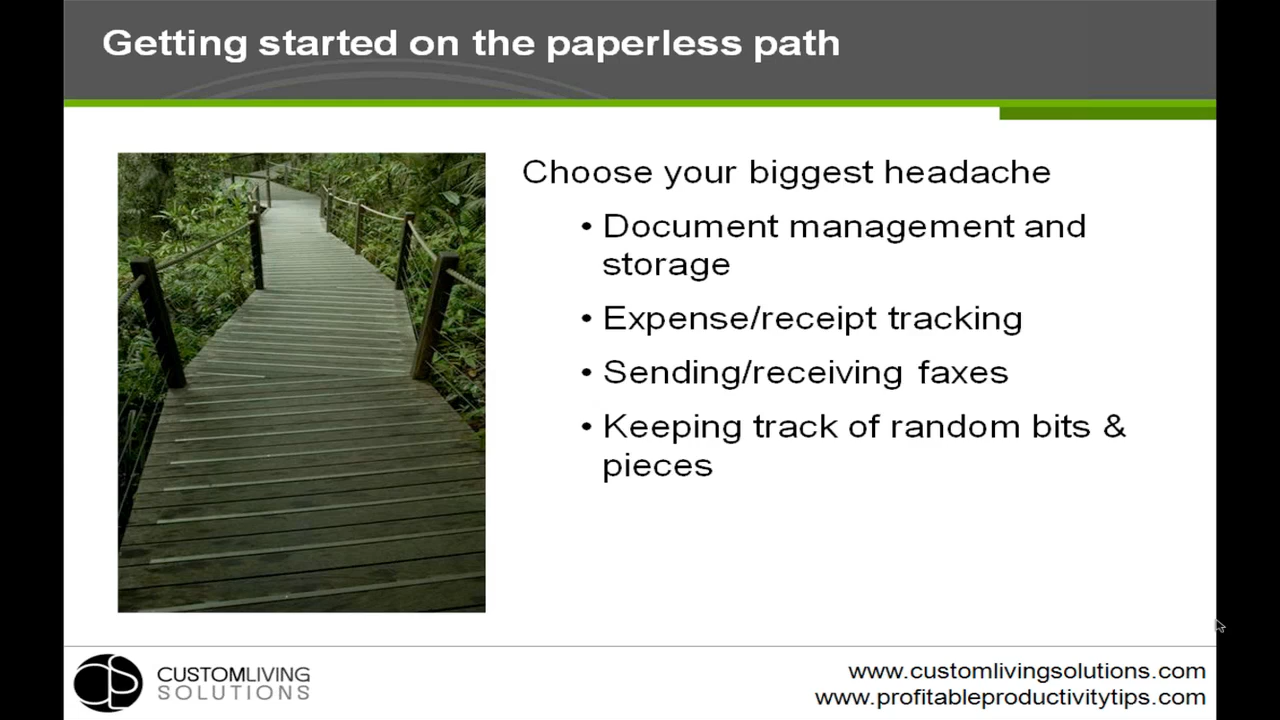 Getting started on the paperless path
Choose your biggest headache
• Document management and
storage
• Expense/receipt tracking
• Sending/receiving faxes
• Keeping track of random bits &
pieces
CUSTOMLIVING
SOLUTIONS
www.customlivingsolutions.com
www.profitableproductivitytips.com